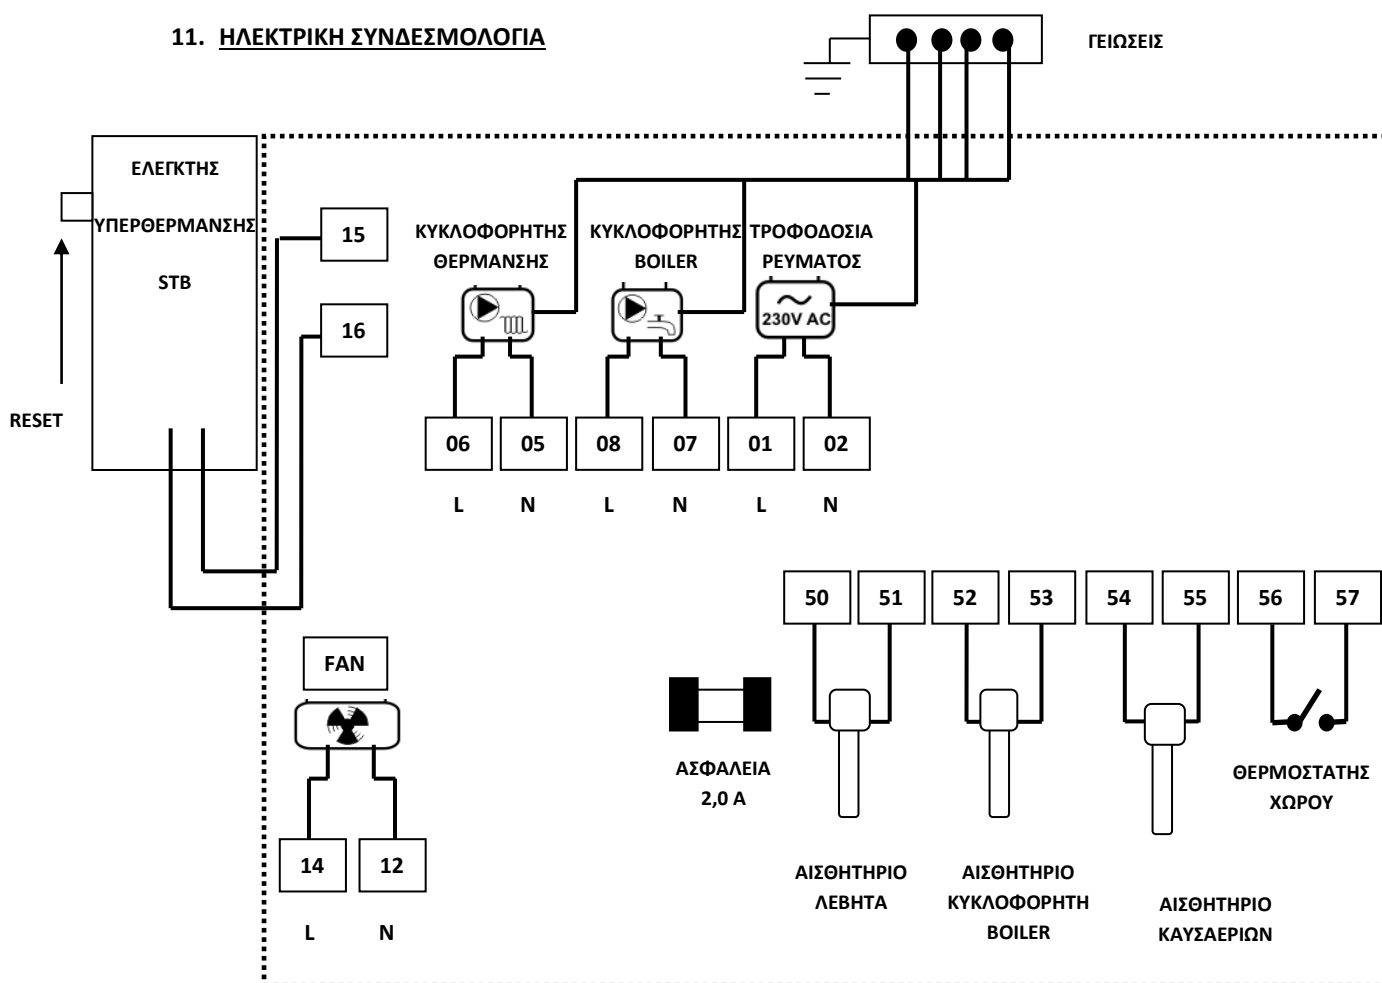 11. ΗΛΕΚΤΡΙΚΗ ΣΥΝΔΕΣΜΟΛΟΓΙΑ
ΓΕΙΩΣΕΙΣ
ΕΛΕΓΚΤΗΣ
ΥΠΕΡΘΕΡΜΑΝΣΗΣ
STB
RESET
15
16
ΚΥΚΛΟΦΟΡΗΤΗΣ
ΘΕΡΜΑΝΣΗΣ
ΚΥΚΛΟΦΟΡΗΤΗΣ
BOILER
ΤΡΟΦΟΔΟΣΙΑ
ΡΕΥΜΑΤΟΣ
230V AC
06 05 08 07 01 02
L N L N L N
50 51 52 53 54 55 56 57
FAN
14 12
L N
ΑΣΦΑΛΕΙΑ
2,0 Α
ΑΙΣΘΗΤΗΡΙΟ
ΛΕΒΗΤΑ
ΑΙΣΘΗΤΗΡΙΟ
ΚΥΚΛΟΦΟΡΗΤΗ
BOILER
ΑΙΣΘΗΤΗΡΙΟ
ΚΑΥΣΑΕΡΙΩΝ
ΘΕΡΜΟΣΤΑΤΗΣ
ΧΩΡΟΥ